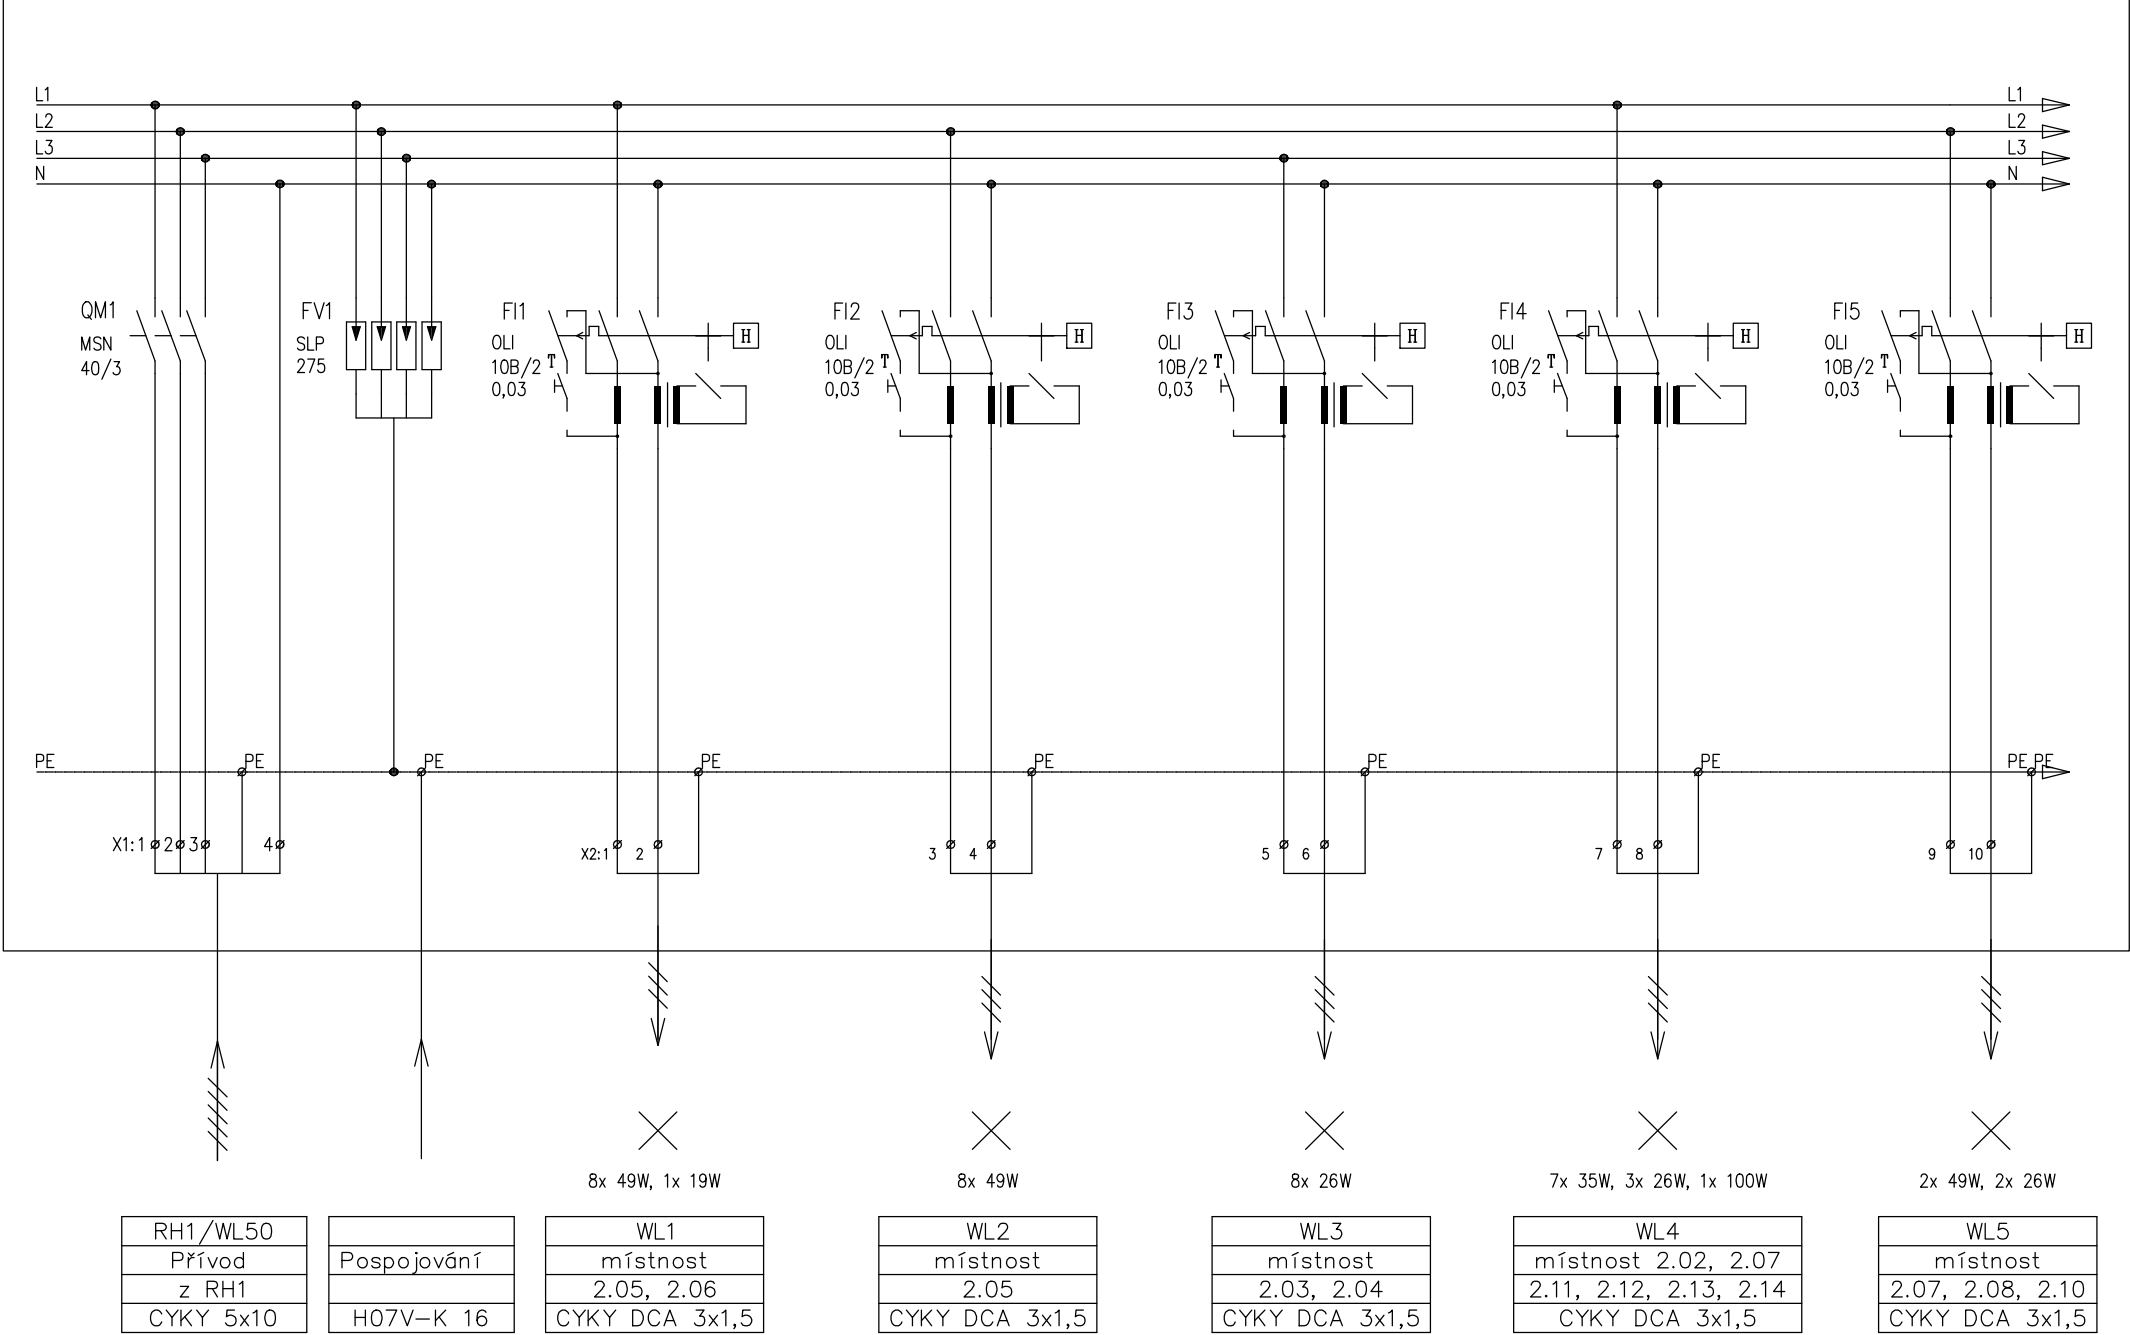 L1 L1
L2 L2
L3 L3
N N
QM1 FV1 FI1 FI2 FI3 FI4 FI5
MSN SLP OLI H OLI H OLI H OLI H OLI H
40/3 275 10B/2 T 10B/2 T 10B/2 T 10B/2 T 10B/2 T
0,03 0,03 0,03 0,03 0,03
PE PE PE PE PE PE PE PE PE
X1:1 2 3 4 X2:1 2 3 4 5 6 7 8 9 10
8x 49W, 1x 19W 8x 49W 8x 26W 7x 35W, 3x 26W, 1x 100W 2x 49W, 2x 26W
RH1/WL50 WL1 WL2 WL3 WL4 WL5
Přívod Pospojování místnost místnost místnost místnost 2.02, 2.07 místnost
z RH1 2.05, 2.06 2.05 2.03, 2.04 2.11, 2.12, 2.13, 2.14 2.07, 2.08, 2.10
CYKY 5x10 H07V-K 16 CYKY DCA 3x1,5 CYKY DCA 3x1,5 CYKY DCA 3x1,5 CYKY DCA 3x1,5 CYKY DCA 3x1,5